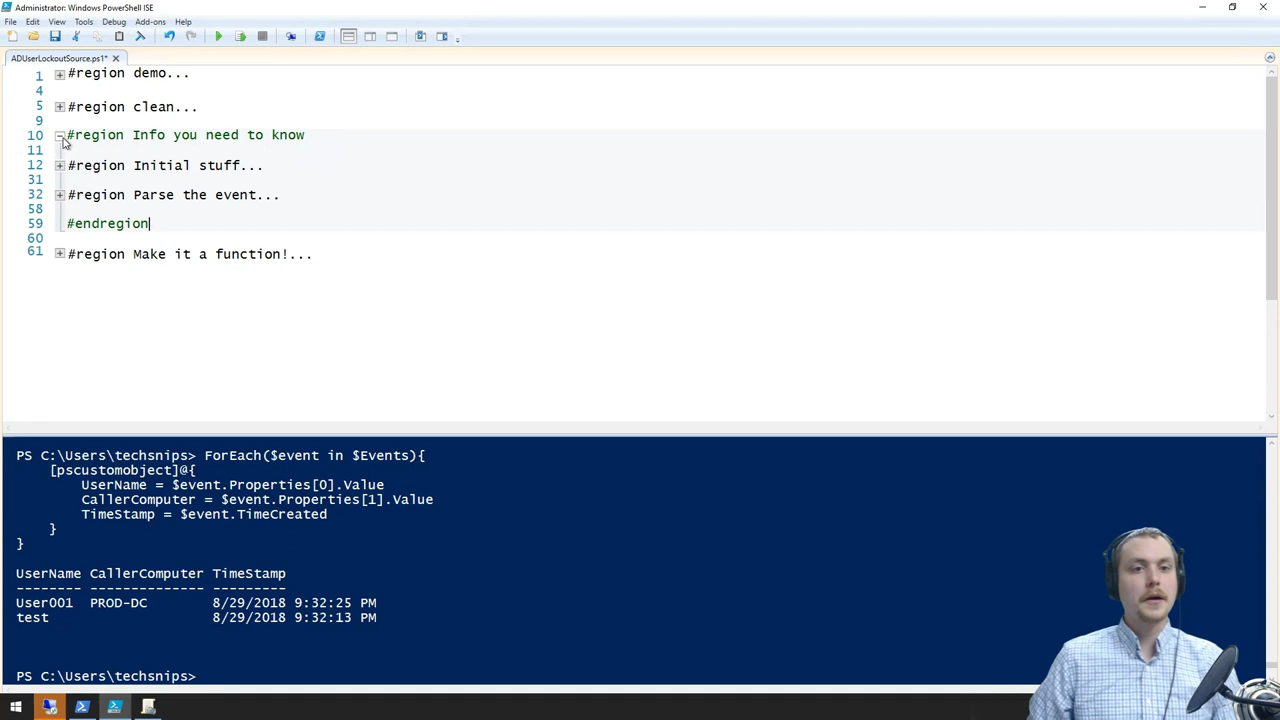 Administrator: Windows PowerShell ISE
File Edit View Tools Debug Add-ons Help
ADUserLockoutSource.ps1*
1 #region demo...
4
5 #region clean...
9
10 #region Info you need to know
11
12 #region Initial stuff...
31
32 #region Parse the event...
58
59 #endregion
60
61 #region Make it a function!...
PS C:\Users\techsnips> ForEach($event in $Events){
[pscustomobject]@{
UserName = $event.Properties[0].Value
CallerComputer = $event.Properties[1].Value
TimeStamp = $event.TimeCreated
}
}
UserName CallerComputer TimeStamp
-------- -------------- ---------
User001 PROD-DC 8/29/2018 9:32:25 PM
test 8/29/2018 9:32:13 PM
PS C:\Users\techsnips>